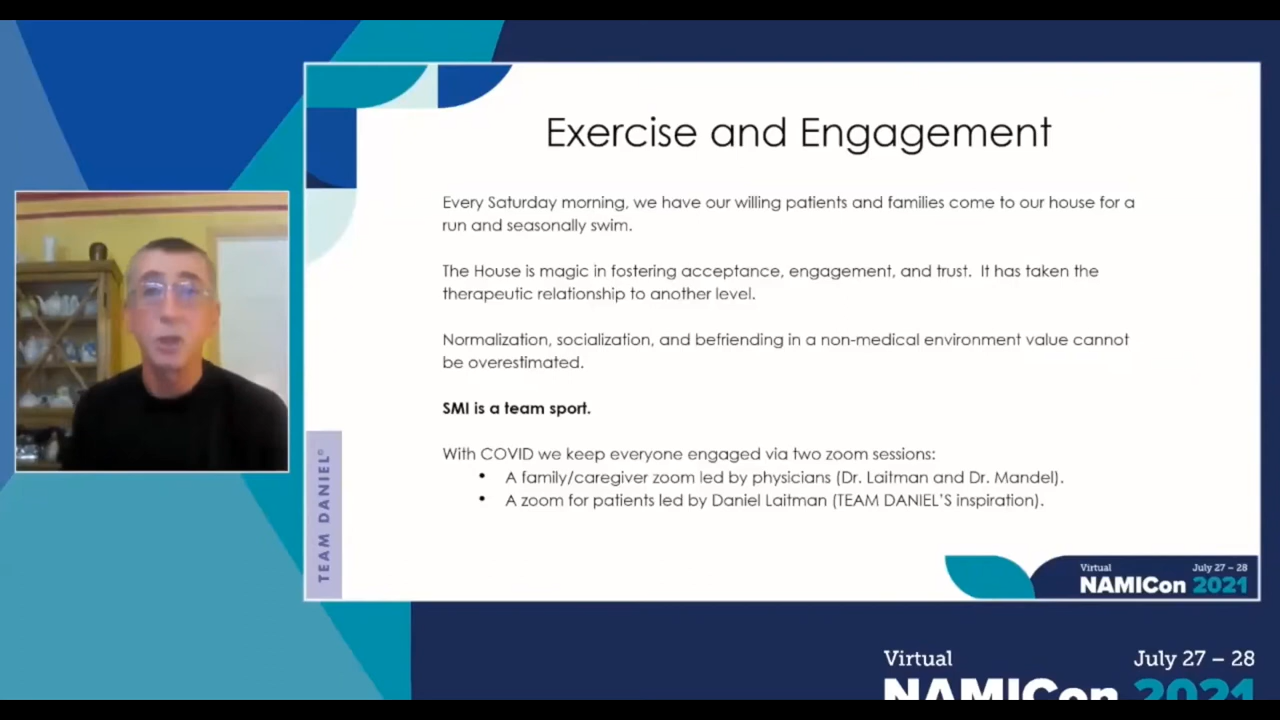 Exercise and Engagement
Every Saturday morning, we have our willing patients and families come to our house for a
run and seasonally swim.
The House is magic in fostering acceptance, engagement, and trust. It has taken the
therapeutic relationship to another level.
Normalization, socialization, and befriending in a non-medical environment value cannot
be overestimated.
SMI is a team sport.
With COVID we keep everyone engaged via two zoom sessions:
• A family/caregiver zoom led by physicians (Dr. Laitman and Dr. Mandel).
• A zoom for patients led by Daniel Laitman (TEAM DANIEL'S inspiration).
TEAM DANIEL©
Virtual July 27 – 28
NAMICon 2021
Virtual July 27 – 28
NAMICon 2021